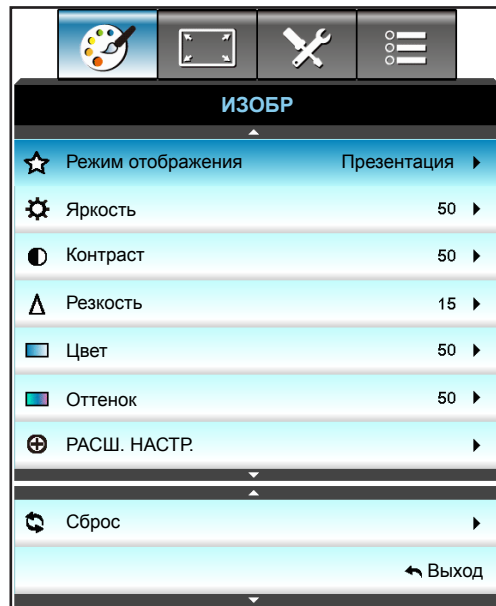 ИЗОБР
Режим отображения Презентация
Яркость 50
Контраст 50
Резкость 15
Цвет 50
Оттенок 50
РАСШ. НАСТР.
Сброс
Выход